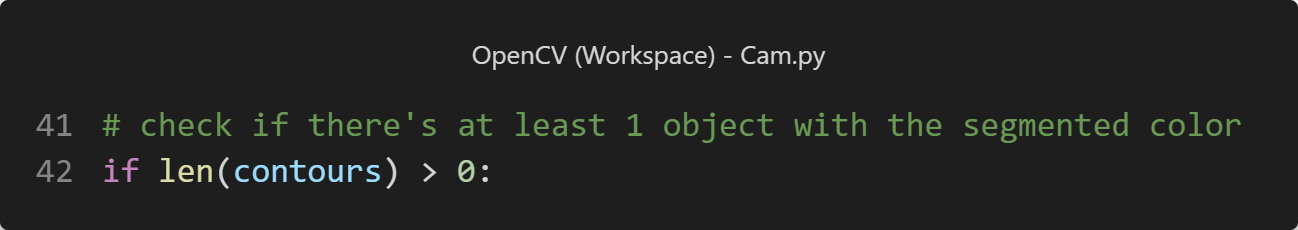 OpenCV (Workspace) - Cam.py
41 # check if there's at least 1 object with the segmented color
42 if len(contours) > 0: